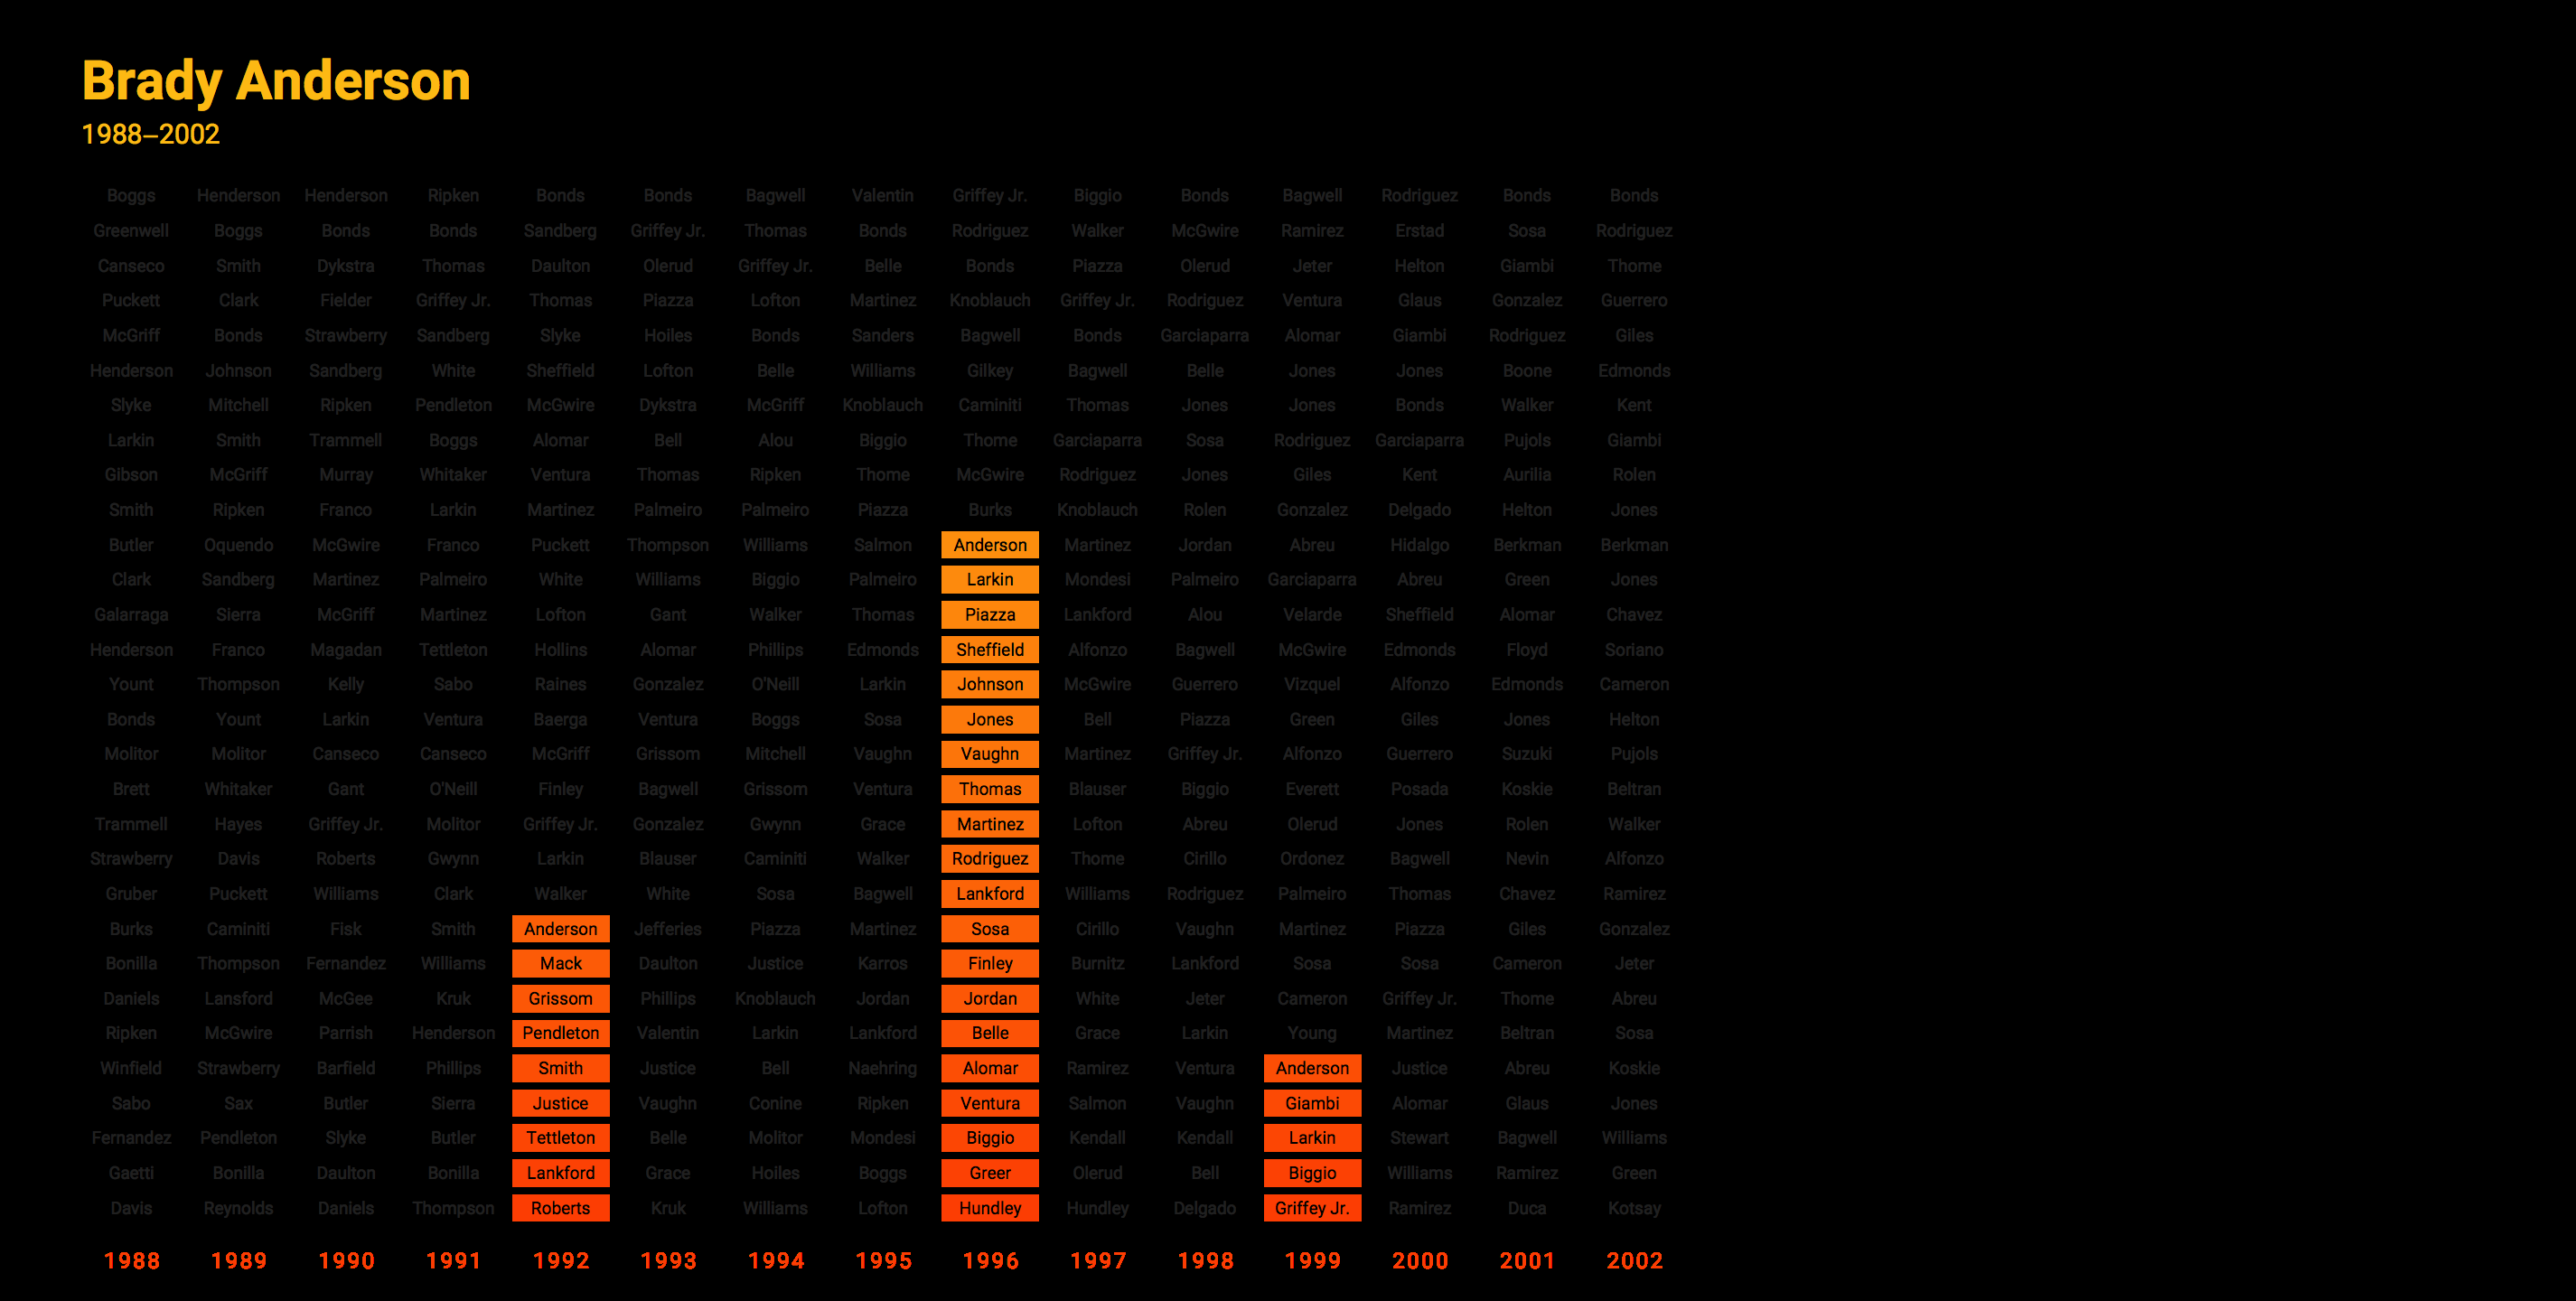 Brady Anderson
1988–2002
Boggs Henderson Henderson Ripken Bonds Bonds Bagwell Valentin Griffey Jr. Biggio Bonds Bagwell Rodriguez Bonds Bonds
Greenwell Boggs Bonds Bonds Sandberg Griffey Jr. Thomas Bonds Rodriguez Walker McGwire Ramirez Erstad Sosa Rodriguez
Canseco Smith Dykstra Thomas Daulton Olerud Griffey Jr. Belle Bonds Piazza Olerud Jeter Helton Giambi Thome
Puckett Clark Fielder Griffey Jr. Thomas Piazza Lofton Martinez Knoblauch Griffey Jr. Rodriguez Ventura Glaus Gonzalez Guerrero
McGriff Bonds Strawberry Sandberg Slyke Hoiles Bonds Sanders Bagwell Bonds Garciaparra Alomar Giambi Rodriguez Giles
Henderson Johnson Sandberg White Sheffield Lofton Belle Williams Gilkey Bagwell Belle Jones Jones Boone Edmonds
Slyke Mitchell Ripken Pendleton McGwire Dykstra McGriff Knoblauch Caminiti Thomas Jones Jones Bonds Walker Kent
Larkin Smith Trammell Boggs Alomar Bell Alou Biggio Thome Garciaparra Sosa Rodriguez Garciaparra Pujols Giambi
Gibson McGriff Murray Whitaker Ventura Thomas Ripken Thome McGwire Rodriguez Jones Giles Kent Aurilia Rolen
Smith Ripken Franco Larkin Martinez Palmeiro Palmeiro Piazza Burks Knoblauch Rolen Gonzalez Delgado Helton Jones
Butler Oquendo McGwire Franco Puckett Thompson Williams Salmon Anderson Martinez Jordan Abreu Hidalgo Berkman Berkman
Clark Sandberg Martinez Palmeiro White Williams Biggio Palmeiro Larkin Mondesi Palmeiro Garciaparra Abreu Green Jones
Galarraga Sierra McGriff Martinez Lofton Gant Walker Thomas Piazza Lankford Alou Velarde Sheffield Alomar Chavez
Henderson Franco Magadan Tettleton Hollins Alomar Phillips Edmonds Sheffield Alfonzo Bagwell McGwire Edmonds Floyd Soriano
Yount Thompson Kelly Sabo Raines Gonzalez O'Neill Larkin Johnson McGwire Guerrero Vizquel Alfonzo Edmonds Cameron
Bonds Yount Larkin Ventura Baerga Ventura Boggs Sosa Jones Bell Piazza Green Giles Jones Helton
Molitor Molitor Canseco Canseco McGriff Grissom Mitchell Vaughn Vaughn Martinez Griffey Jr. Alfonzo Guerrero Suzuki Pujols
Brett Whitaker Gant O'Neill Finley Bagwell Grissom Ventura Thomas Blauser Biggio Everett Posada Koskie Beltran
Trammell Hayes Griffey Jr. Molitor Griffey Jr. Gonzalez Gwynn Grace Martinez Lofton Abreu Olerud Jones Rolen Walker
Strawberry Davis Roberts Gwynn Larkin Blauser Caminiti Walker Rodriguez Thome Cirillo Ordonez Bagwell Nevin Alfonzo
Gruber Puckett Williams Clark Walker White Sosa Bagwell Lankford Williams Rodriguez Palmeiro Thomas Chavez Ramirez
Burks Caminiti Fisk Smith Anderson Jefferies Piazza Martinez Sosa Cirillo Vaughn Martinez Piazza Giles Gonzalez
Bonilla Thompson Fernandez Williams Mack Daulton Justice Karros Finley Burnitz Lankford Sosa Sosa Cameron Jeter
Daniels Lansford McGee Kruk Grissom Phillips Knoblauch Jordan Jordan White Jeter Cameron Griffey Jr. Thome Abreu
Ripken McGwire Parrish Henderson Pendleton Valentin Larkin Lankford Belle Grace Larkin Young Martinez Beltran Sosa
Winfield Strawberry Barfield Phillips Smith Justice Bell Naehring Alomar Ramirez Ventura Anderson Justice Abreu Koskie
Sabo Sax Butler Sierra Justice Vaughn Conine Ripken Ventura Salmon Vaughn Giambi Alomar Glaus Jones
Fernandez Pendleton Slyke Butler Tettleton Belle Molitor Mondesi Biggio Kendall Kendall Larkin Stewart Bagwell Williams
Gaetti Bonilla Daulton Bonilla Lankford Grace Hoiles Boggs Greer Olerud Bell Biggio Williams Ramirez Green
Davis Reynolds Daniels Thompson Roberts Kruk Williams Lofton Hundley Hundley Delgado Griffey Jr. Ramirez Duca Kotsay
1988 1989 1990 1991 1992 1993 1994 1995 1996 1997 1998 1999 2000 2001 2002